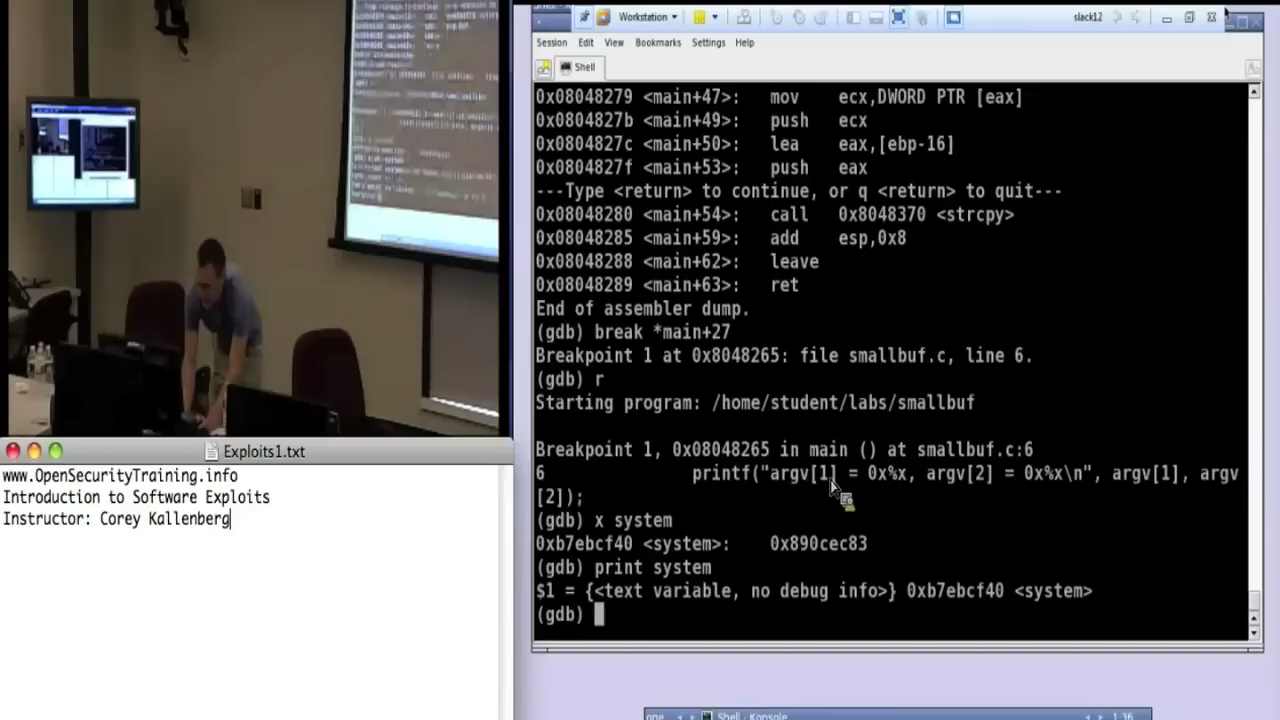 Workstation
slack12
Session Edit View Bookmarks Settings Help
Shell
0x08048279 <main+47>: mov ecx,DWORD PTR [eax]
0x0804827b <main+49>: push ecx
0x0804827c <main+50>: lea eax,[ebp-16]
0x0804827f <main+53>: push eax
---Type <return> to continue, or q <return> to quit---
0x08048280 <main+54>: call 0x8048370 <strcpy>
0x08048285 <main+59>: add esp,0x8
0x08048288 <main+62>: leave
0x08048289 <main+63>: ret
End of assembler dump.
(gdb) break *main+27
Breakpoint 1 at 0x8048265: file smallbuf.c, line 6.
(gdb) r
Starting program: /home/student/labs/smallbuf
Breakpoint 1, 0x08048265 in main () at smallbuf.c:6
6 printf("argv[1] = 0x%x, argv[2] = 0x%x\n", argv[1], argv
[2]);
(gdb) x system
0xb7ebcf40 <system>: 0x890cec83
(gdb) print system
$1 = {<text variable, no debug info>} 0xb7ebcf40 <system>
(gdb)
Exploits1.txt
www.OpenSecurityTraining.info
Introduction to Software Exploits
Instructor: Corey Kallenberg
Shell - Konsole